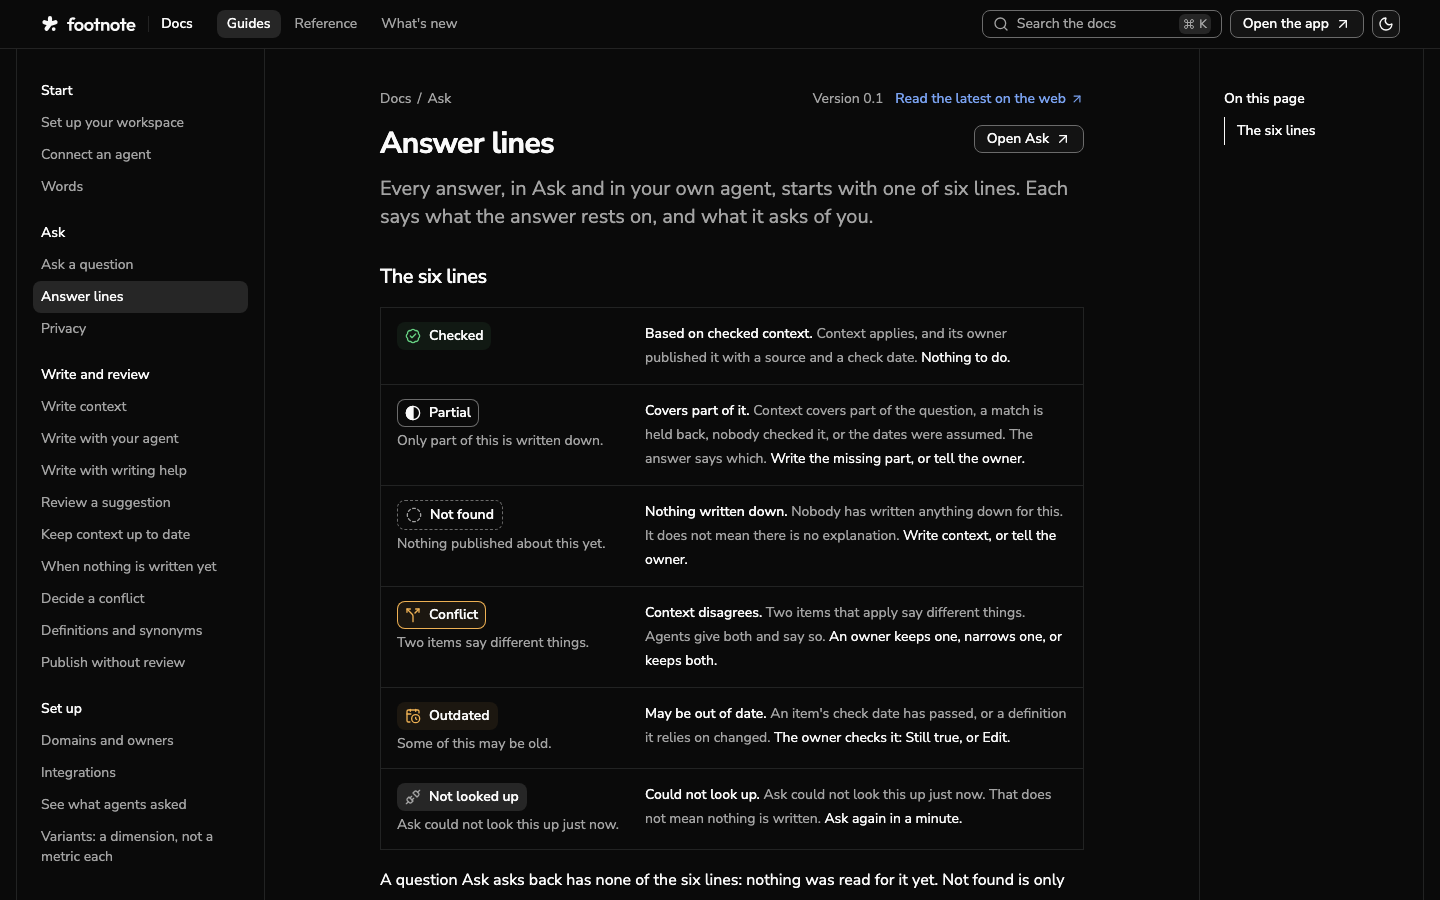 footnote
Docs
Guides
Reference
What's new
Search the docs
⌘ K
Open the app
Start
Set up your workspace
Connect an agent
Words
Ask
Ask a question
Answer lines
Privacy
Write and review
Write context
Write with your agent
Write with writing help
Review a suggestion
Keep context up to date
When nothing is written yet
Decide a conflict
Definitions and synonyms
Publish without review
Set up
Domains and owners
Integrations
See what agents asked
Variants: a dimension, not a
metric each
Docs / Ask
Version 0.1
Read the latest on the web
Answer lines
Open Ask
Every answer, in Ask and in your own agent, starts with one of six lines. Each
says what the answer rests on, and what it asks of you.
The six lines
Checked
Based on checked context. Context applies, and its owner
published it with a source and a check date. Nothing to do.
Partial
Only part of this is written down.
Covers part of it. Context covers part of the question, a match is
held back, nobody checked it, or the dates were assumed. The
answer says which. Write the missing part, or tell the owner.
Not found
Nothing published about this yet.
Nothing written down. Nobody has written anything down for this.
It does not mean there is no explanation. Write context, or tell the
owner.
Conflict
Two items say different things.
Context disagrees. Two items that apply say different things.
Agents give both and say so. An owner keeps one, narrows one, or
keeps both.
Outdated
Some of this may be old.
May be out of date. An item's check date has passed, or a definition
it relies on changed. The owner checks it: Still true, or Edit.
Not looked up
Ask could not look this up just now.
Could not look up. Ask could not look this up just now. That does
not mean nothing is written. Ask again in a minute.
A question Ask asks back has none of the six lines: nothing was read for it yet. Not found is only
On this page
The six lines